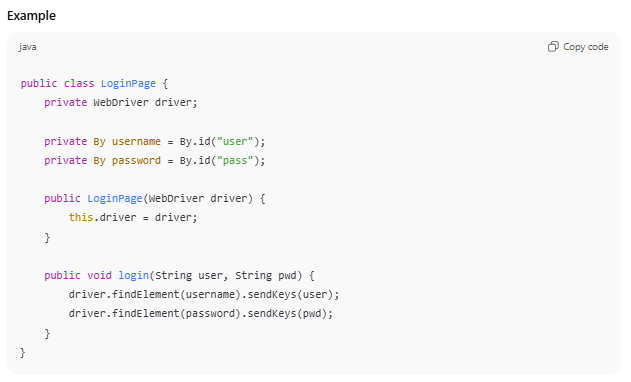 Example
java
Copy code
public class LoginPage {
    private WebDriver driver;
    private By username = By.id("user");
    private By password = By.id("pass");
    public LoginPage(WebDriver driver) {
        this.driver = driver;
    }
    public void login(String user, String pwd) {
        driver.findElement(username).sendKeys(user);
        driver.findElement(password).sendKeys(pwd);
    }
}